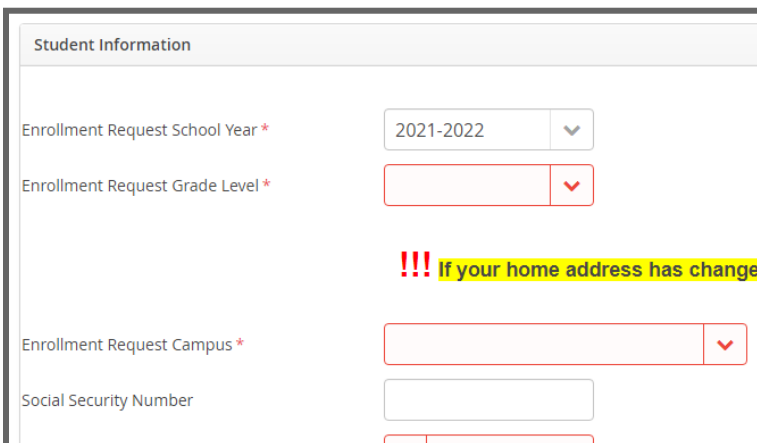 Student Information
Enrollment Request School Year *
2021-2022
Enrollment Request Grade Level *
!!! If your home address has change
Enrollment Request Campus *
Social Security Number